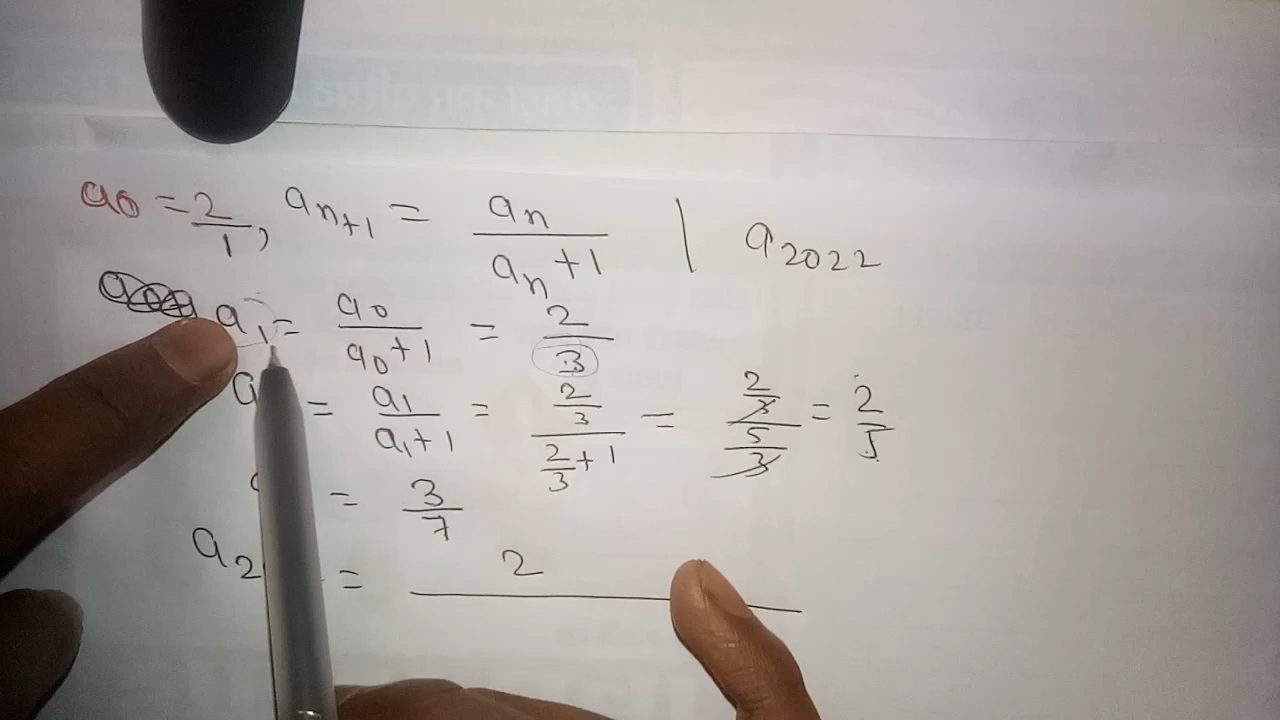 a0 = 2/1, an+1 = an/(an+1) | a2022
a1 = a0/(a0+1) = 2/3
a = a1/(a1+1) = (2/3)/(2/3+1) = (2/3)/(5/3) = 2/5
= 3/7
a2 = 2/